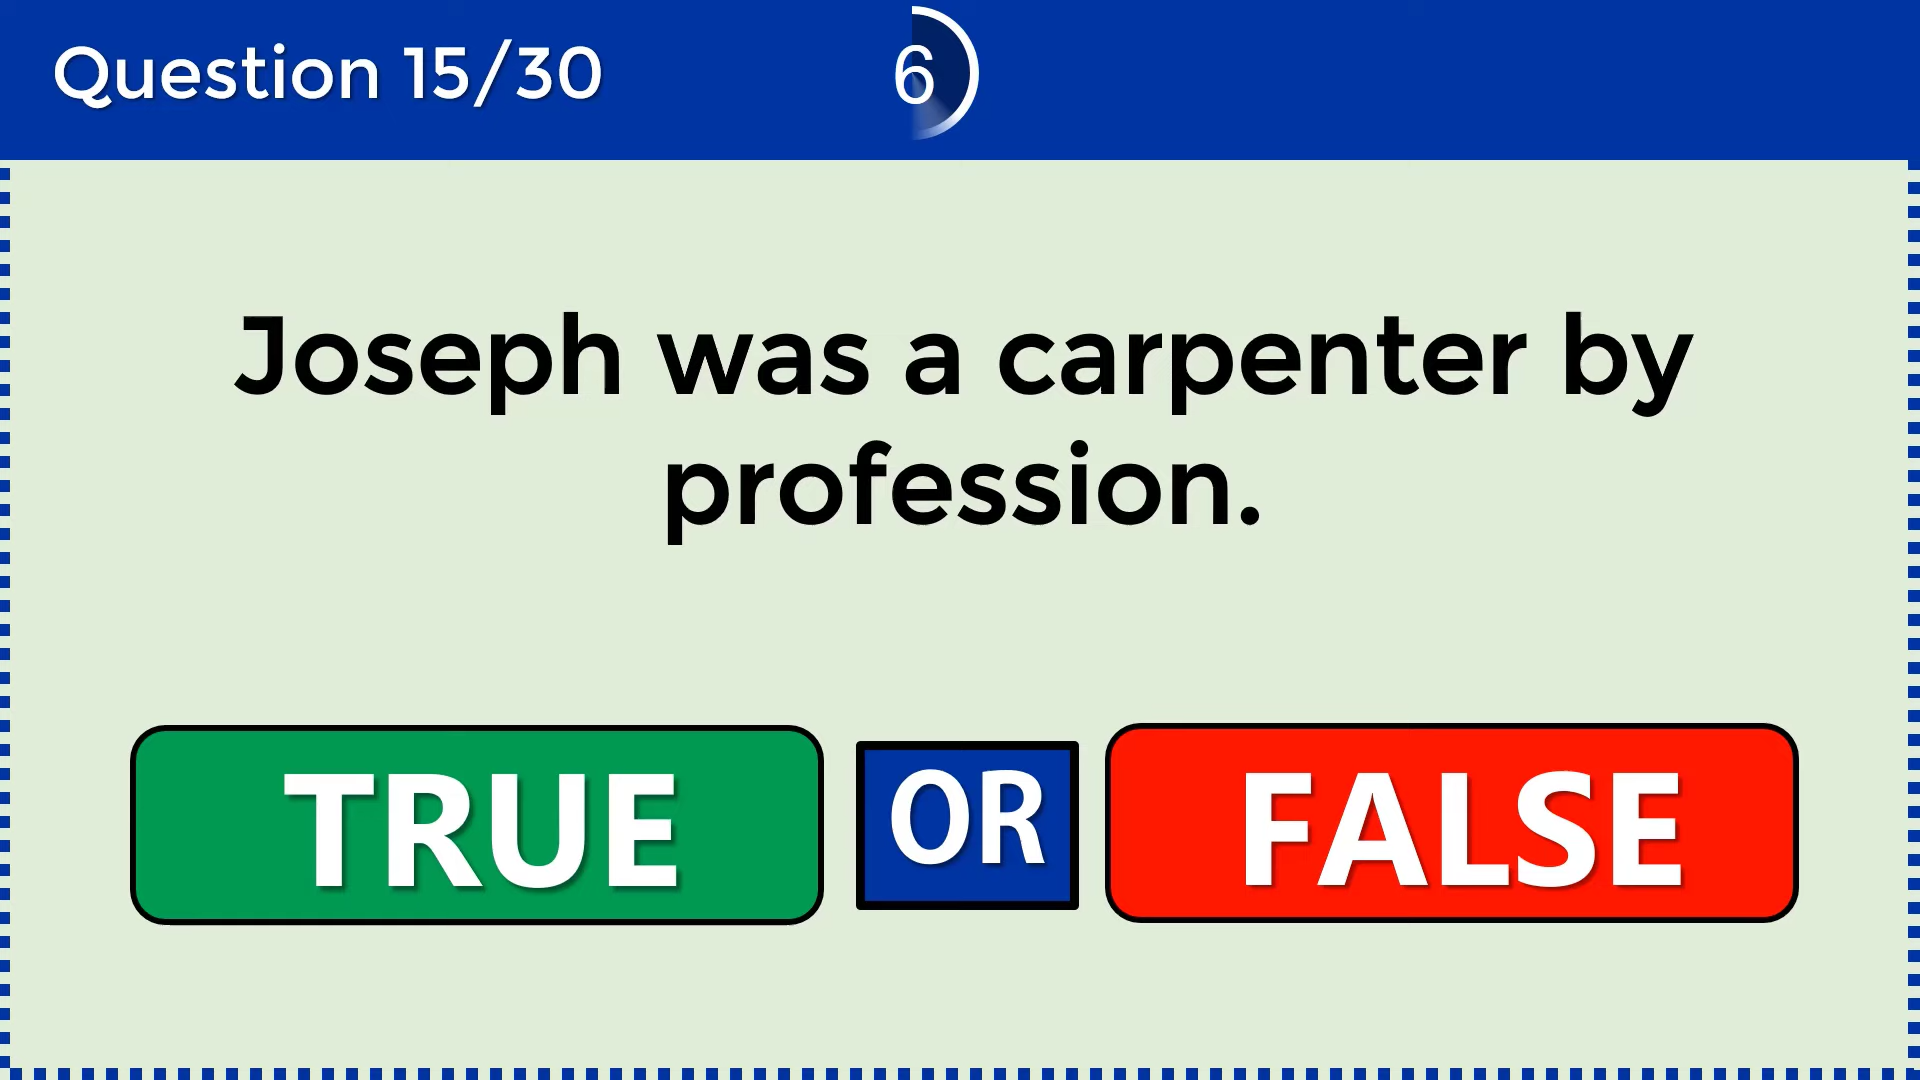 Question 15/30
6
Joseph was a carpenter by
profession.
TRUE
OR
FALSE